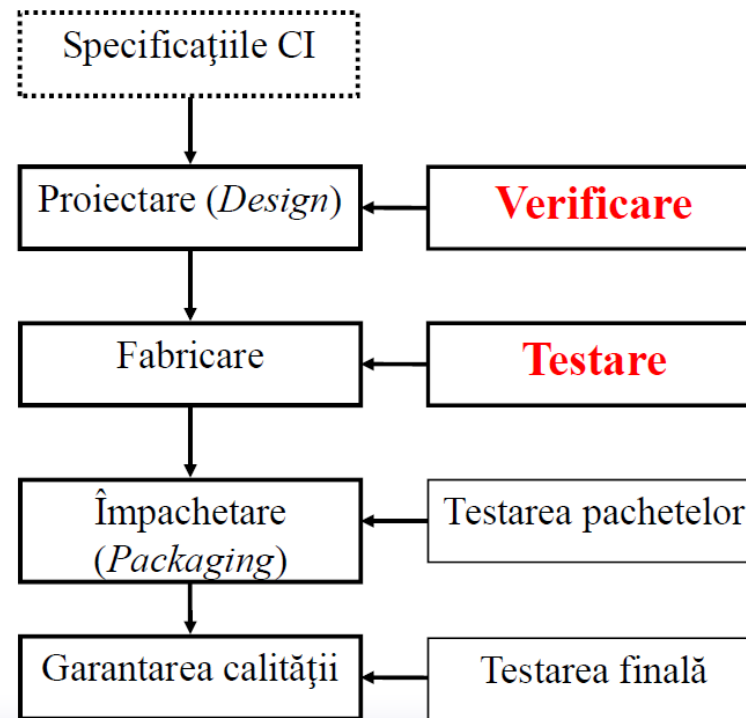 Specificaţiile CI
Proiectare (Design)
Verificare
Fabricare
Testare
Împachetare
(Packaging)
Testarea pachetelor
Garantarea calităţii
Testarea finală